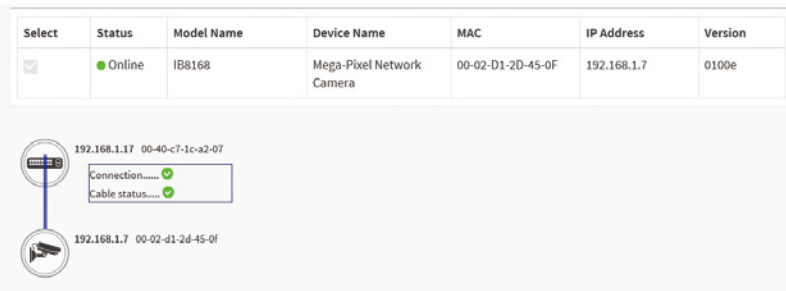 Select Status Model Name Device Name MAC IP Address Version
Online IB8168 Mega-Pixel Network Camera 00-02-D1-2D-45-0F 192.168.1.7 0100e
192.168.1.17 00-40-c7-1c-a2-07
Connection......
Cable status.....
192.168.1.7 00-02-d1-2d-45-0f